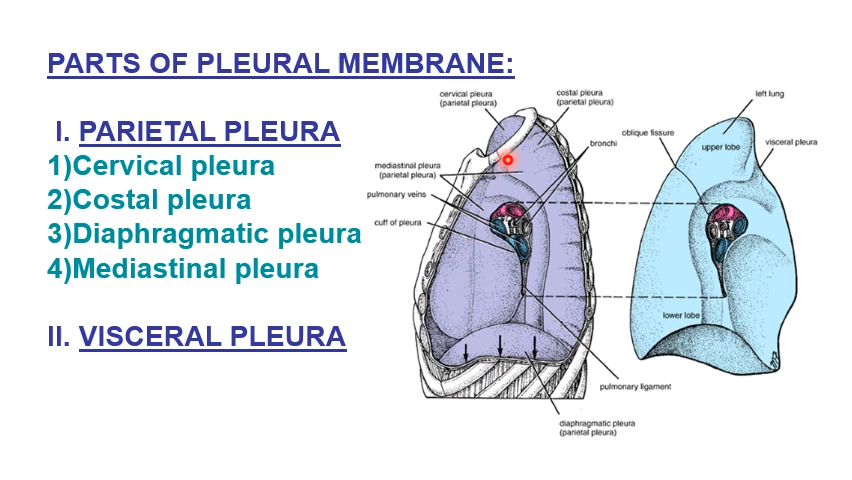 PARTS OF PLEURAL MEMBRANE:
I. PARIETAL PLEURA
1)Cervical pleura
2)Costal pleura
3)Diaphragmatic pleura
4)Mediastinal pleura
II. VISCERAL PLEURA
cervical pleura
(parietal pleura)
costal pleura
(parietal pleura)
bronchi
mediastinal pleura
(parietal pleura)
pulmonary veins
cuff of pleura
pulmonary ligament
diaphragmatic pleura
(parietal pleura)
left lung
oblique fissure
upper lobe
visceral pleura
lower lobe